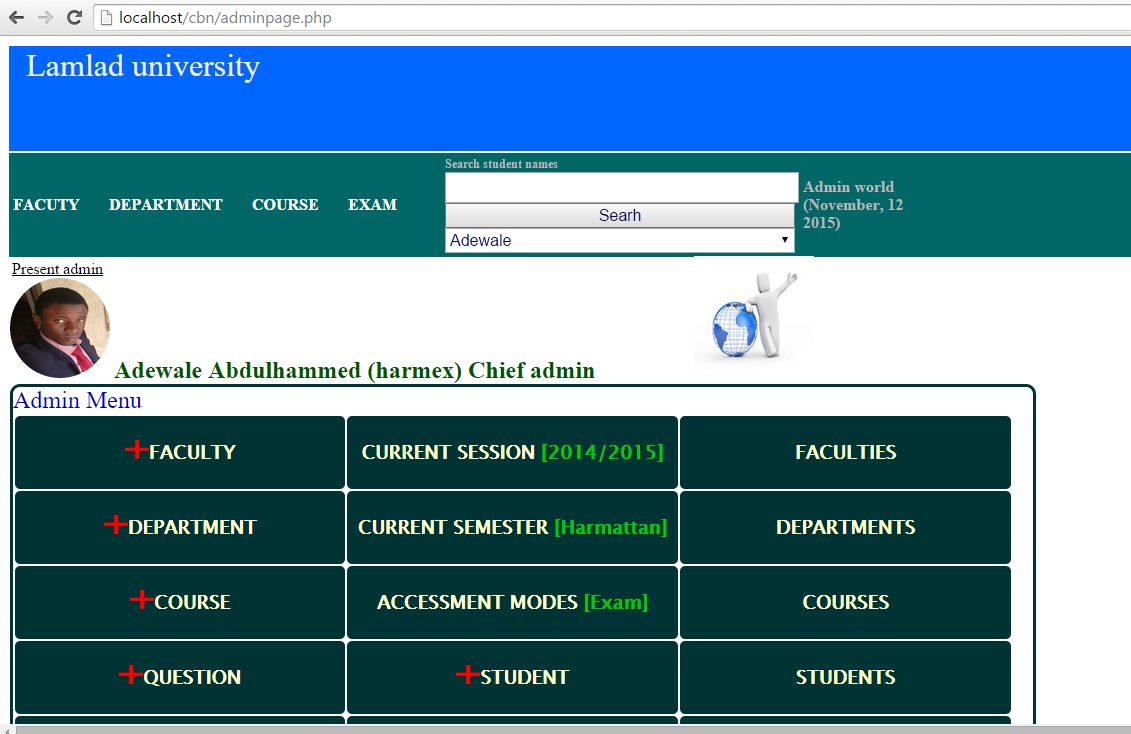 localhost/cbn/adminpage.php
Lamlad university
FACUTY DEPARTMENT COURSE EXAM
Search student names
Searh
Adewale
Admin world
(November, 12
2015)
Present admin
Adewale Abdulhammed (harmex) Chief admin
Admin Menu
+FACULTY CURRENT SESSION [2014/2015] FACULTIES
+DEPARTMENT CURRENT SEMESTER [Harmattan] DEPARTMENTS
+COURSE ACCESSMENT MODES [Exam] COURSES
+QUESTION +STUDENT STUDENTS